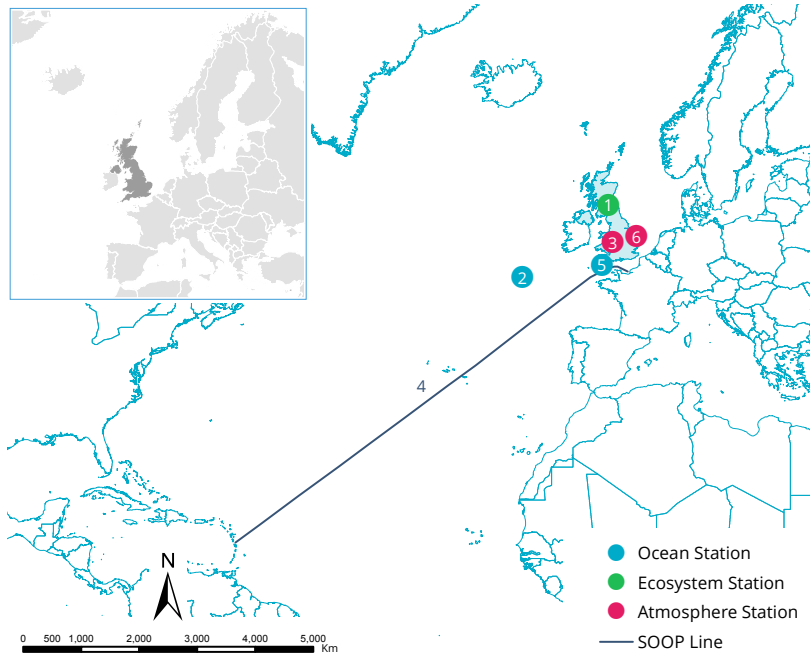 1
3
6
5
2
4
N
Ocean Station
Ecosystem Station
Atmosphere Station
SOOP Line
0 500 1,000 2,000 3,000 4,000 5,000
Km